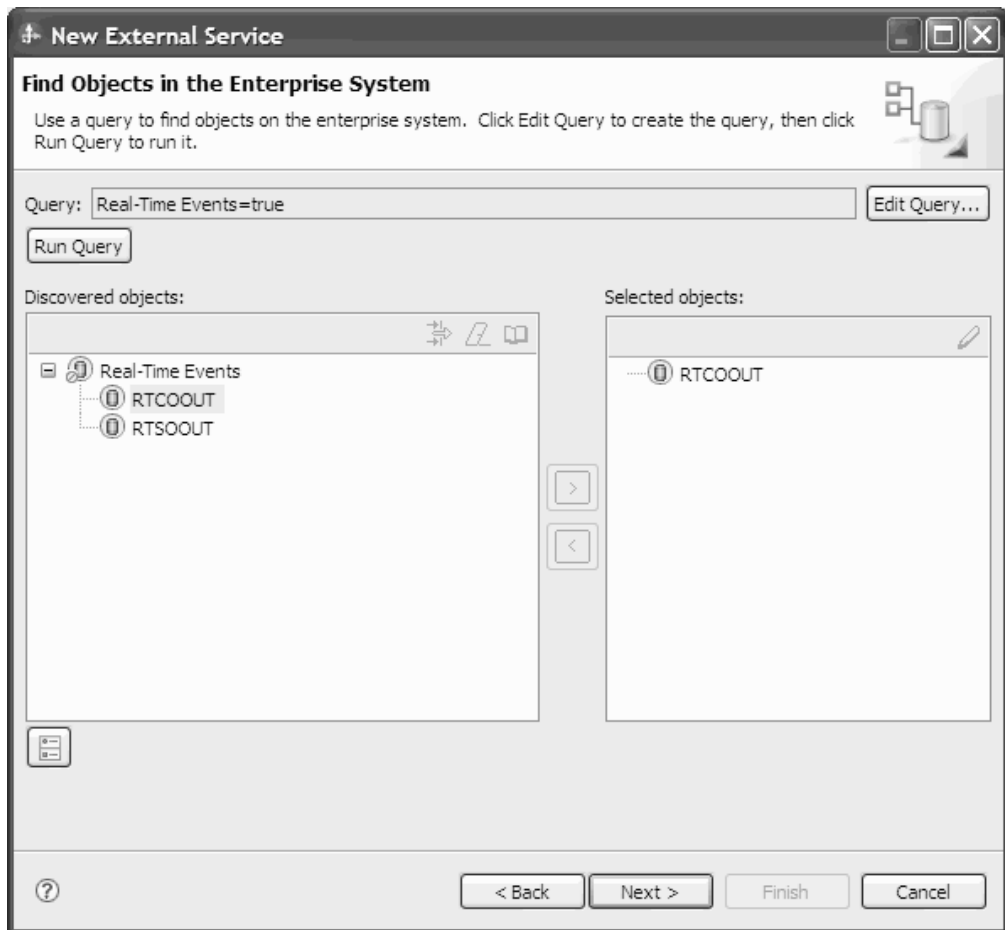 New External Service
Find Objects in the Enterprise System
Use a query to find objects on the enterprise system. Click Edit Query to create the query, then click
Run Query to run it.
Query: Real-Time Events=true Edit Query...
Run Query
Discovered objects: Selected objects:
Real-Time Events
RTCOOUT
RTSOOUT
RTCOOUT
>
<
? < Back Next > Finish Cancel